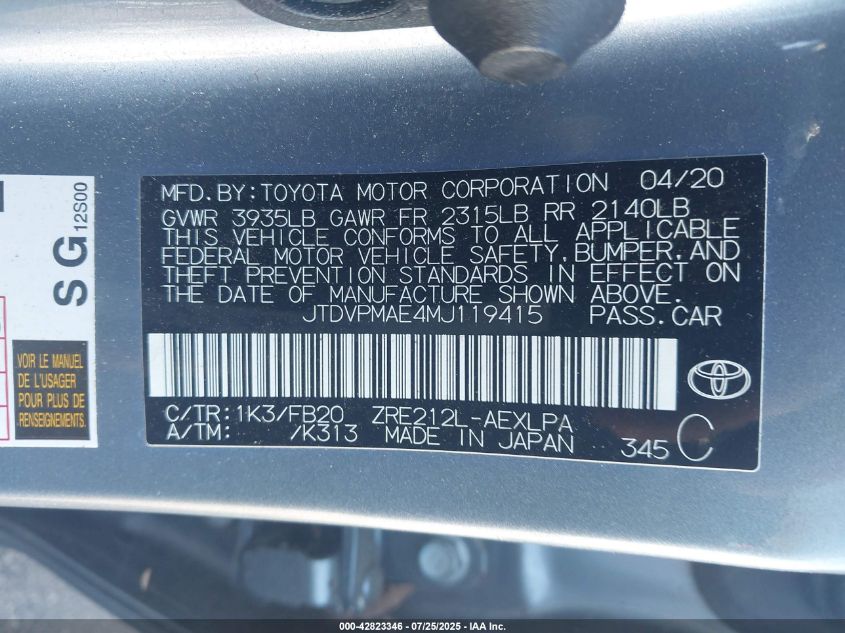 MFD.BY:TOYOTA MOTOR CORPORATION 04/20
GVWR 3935LB GAWR FR 2315LB RR 2140LB
THIS VEHICLE CONFORMS TO ALL APPLICABLE
FEDERAL MOTOR VEHICLE SAFETY,BUMPER,AND
THEFT PREVENTION STANDARDS IN EFFECT ON
THE DATE OF MANUFACTURE SHOWN ABOVE.
JTDVPMAE4MJ119415 PASS.CAR
C/TR:1K3/FB20 ZRE212L-AEXLPA
A/TM: /K313 MADE IN JAPAN 345 C
SG 12S00
VOIR LE MANUEL
DE L'USAGER
POUR PLUS DE
RENSEIGNEMENTS
000-42823346 - 07/25/2025 - IAA Inc.